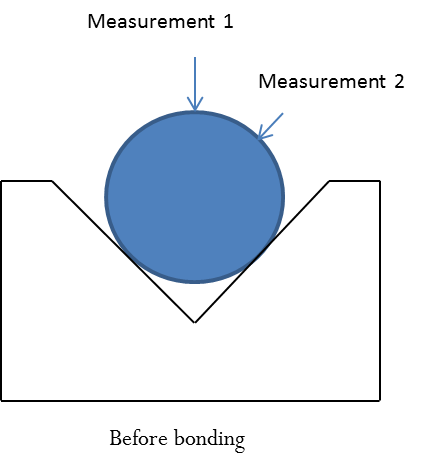 Measurement 1
Measurement 2
Before bonding